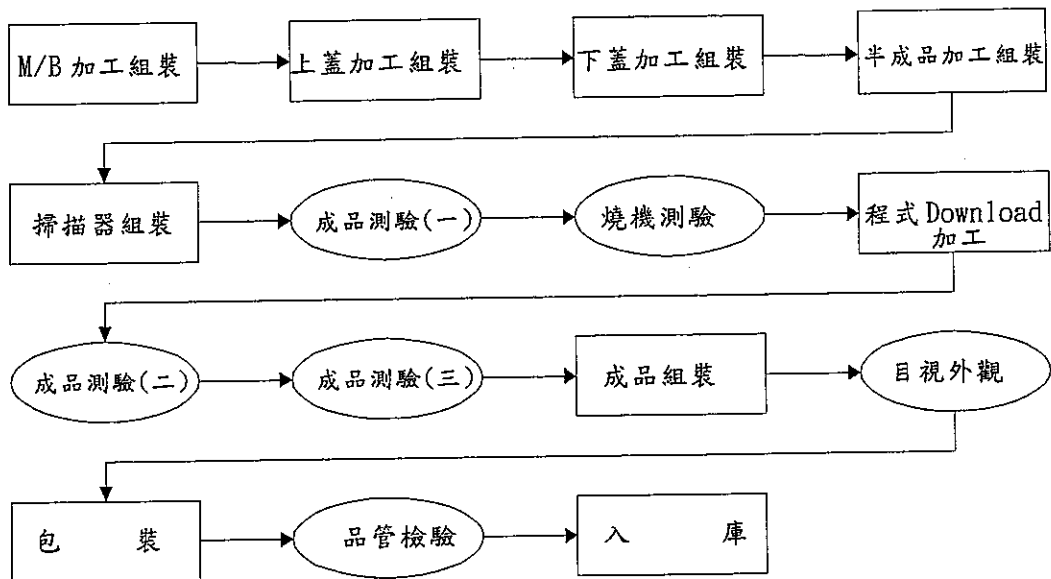 M/B加工組裝
上蓋加工組裝
下蓋加工組裝
半成品加工組裝
掃描器組裝
成品測驗(一)
燒機測驗
程式Download
加工
成品測驗(二)
成品測驗(三)
成品組裝
目視外觀
包 裝
品管檢驗
入 庫